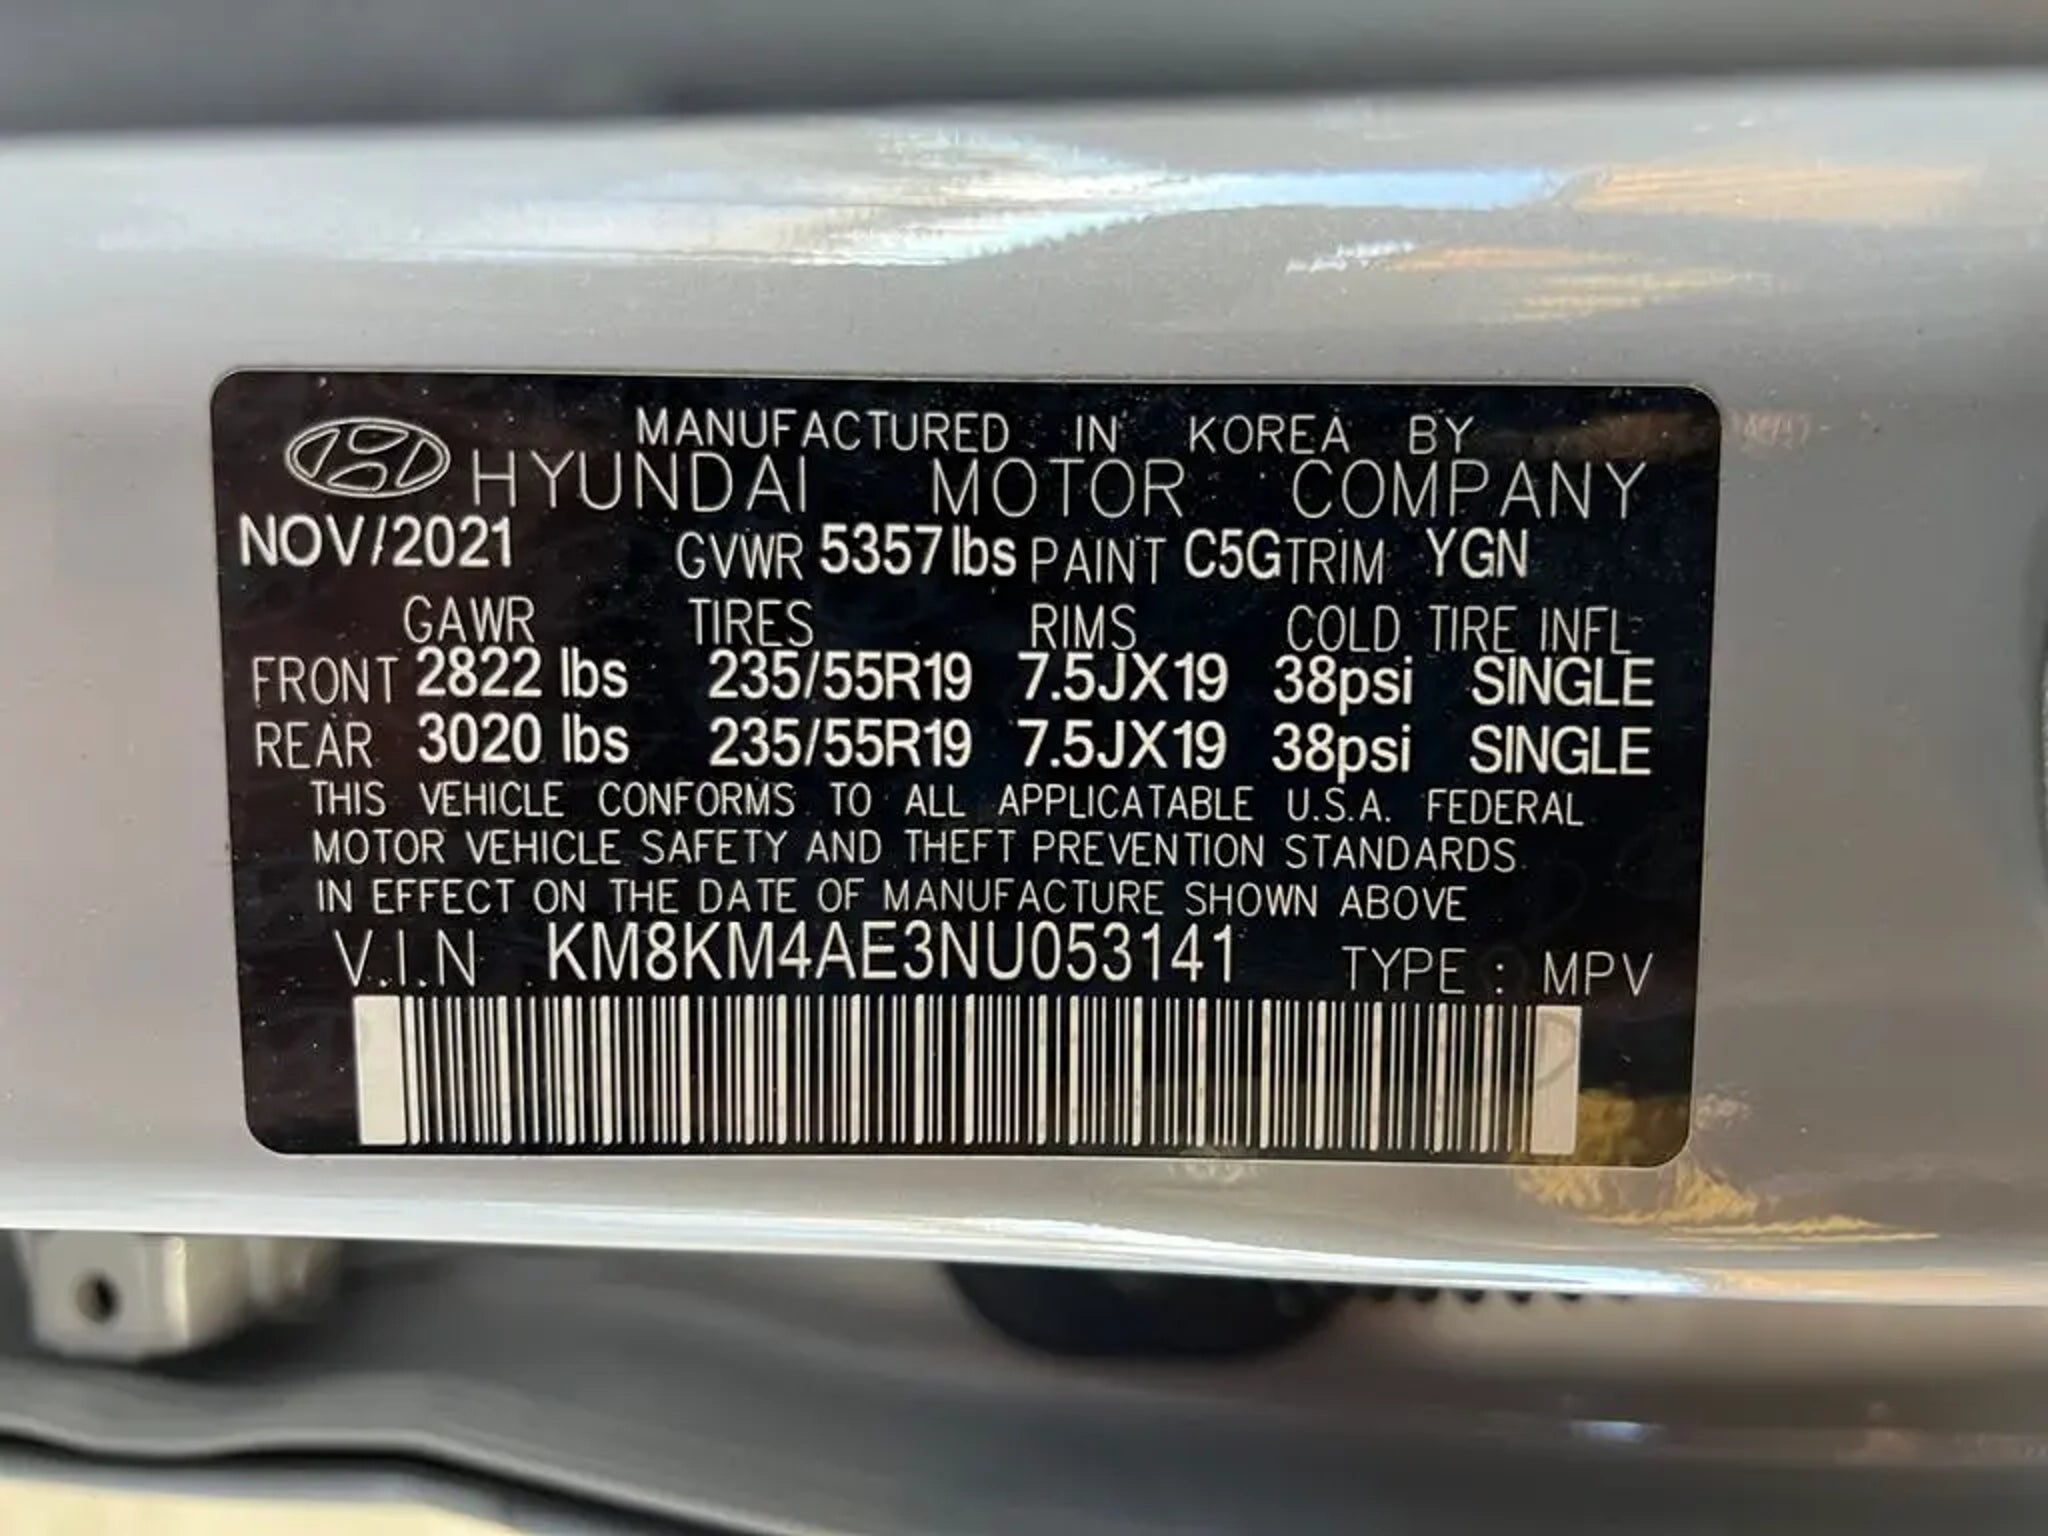 MANUFACTURED IN KOREA BY
HYUNDAI MOTOR COMPANY
NOV/2021 GVWR 5357lbs PAINT C5G TRIM YGN
GAWR TIRES RIMS COLD TIRE INFL
FRONT 2822 lbs 235/55R19 7.5JX19 38psi SINGLE
REAR 3020 lbs 235/55R19 7.5JX19 38psi SINGLE
THIS VEHICLE CONFORMS TO ALL APPLICATABLE U.S.A. FEDERAL
MOTOR VEHICLE SAFETY AND THEFT PREVENTION STANDARDS
IN EFFECT ON THE DATE OF MANUFACTURE SHOWN ABOVE
V.I.N KM8KM4AE3NU053141 TYPE : MPV